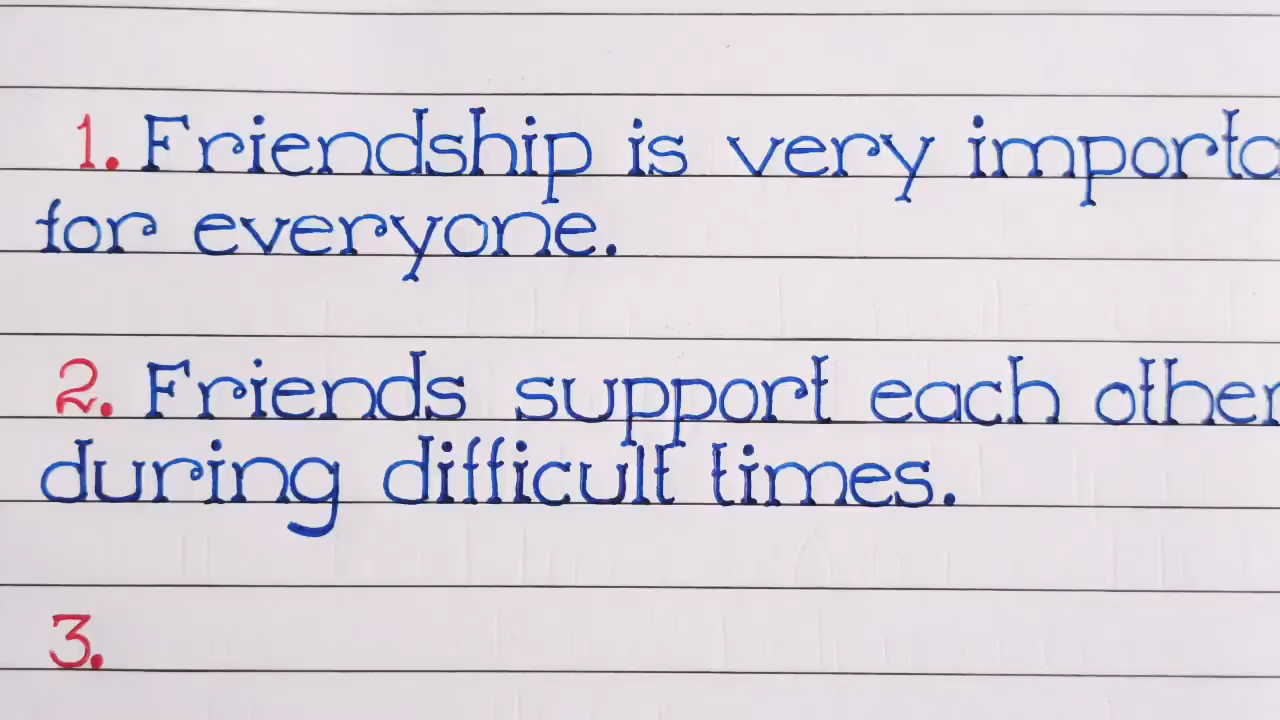 1. Friendship is very importa
for everyone.
2. Friends support each other
during difficult times.
3.